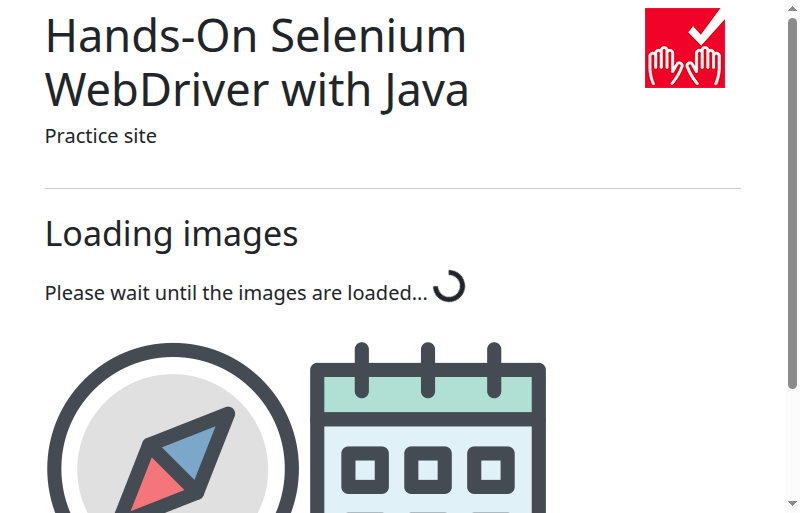 Hands-On Selenium
WebDriver with Java
Practice site
Loading images
Please wait until the images are loaded...